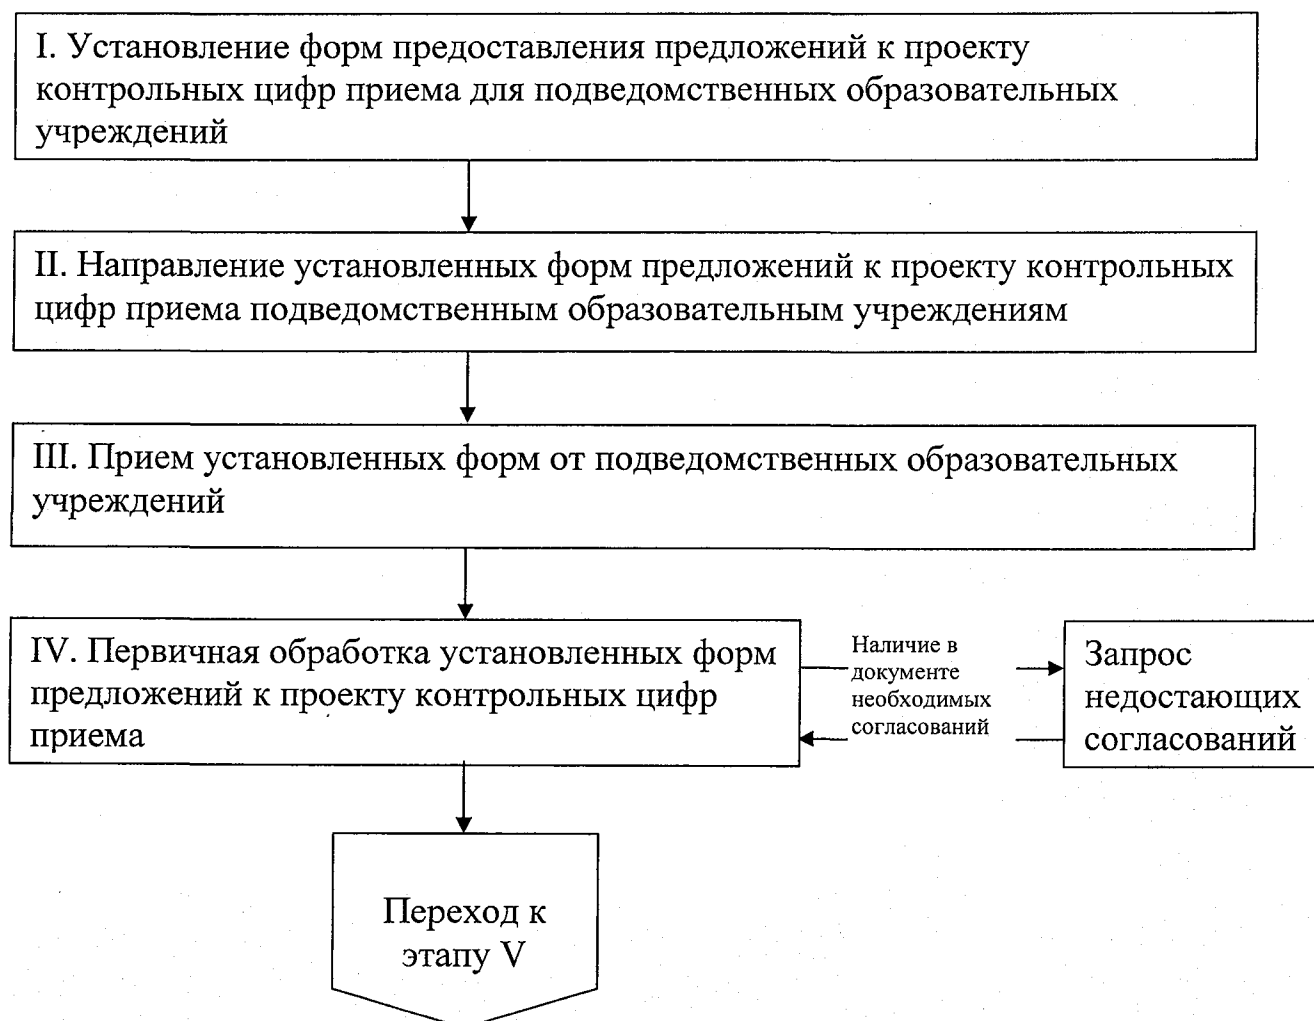 I. Установление форм предоставления предложений к проекту
контрольных цифр приема для подведомственных образовательных
учреждений
II. Направление установленных форм предложений к проекту контрольных
цифр приема подведомственным образовательным учреждениям
III. Прием установленных форм от подведомственных образовательных
учреждений
IV. Первичная обработка установленных форм
предложений к проекту контрольных цифр
приема
Наличие в
документе
необходимых
согласований
Запрос
недостающих
согласований
Переход к
этапу V